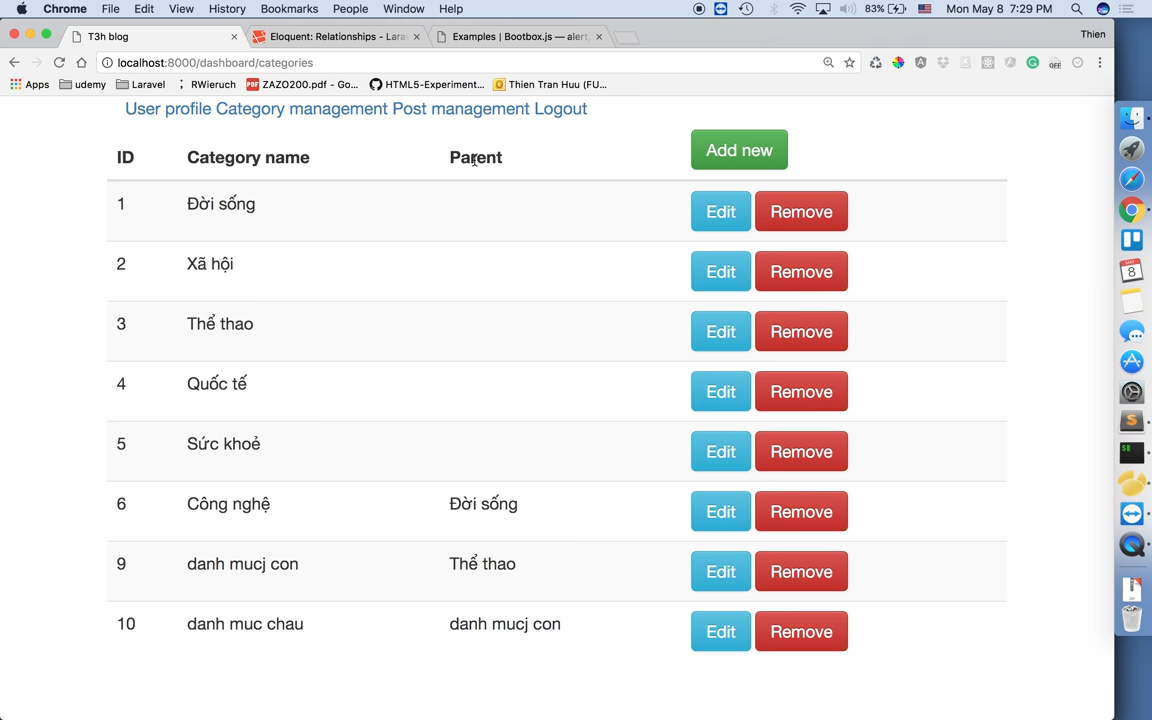 Chrome File Edit View History Bookmarks People Window Help 83% Mon May 8 7:29 PM
T3h blog Eloquent: Relationships - Lara Examples | Bootbox.js — alert, Thien
localhost:8000/dashboard/categories
Apps udemy Laravel RWieruch ZAZO200.pdf - Go... HTML5-Experiment... Thien Tran Huu (FU...
User profile Category management Post management Logout
ID Category name Parent Add new
1 Đời sống Edit Remove
2 Xã hội Edit Remove
3 Thể thao Edit Remove
4 Quốc tế Edit Remove
5 Sức khoẻ Edit Remove
6 Công nghệ Đời sống Edit Remove
9 danh mucj con Thể thao Edit Remove
10 danh muc chau danh mucj con Edit Remove